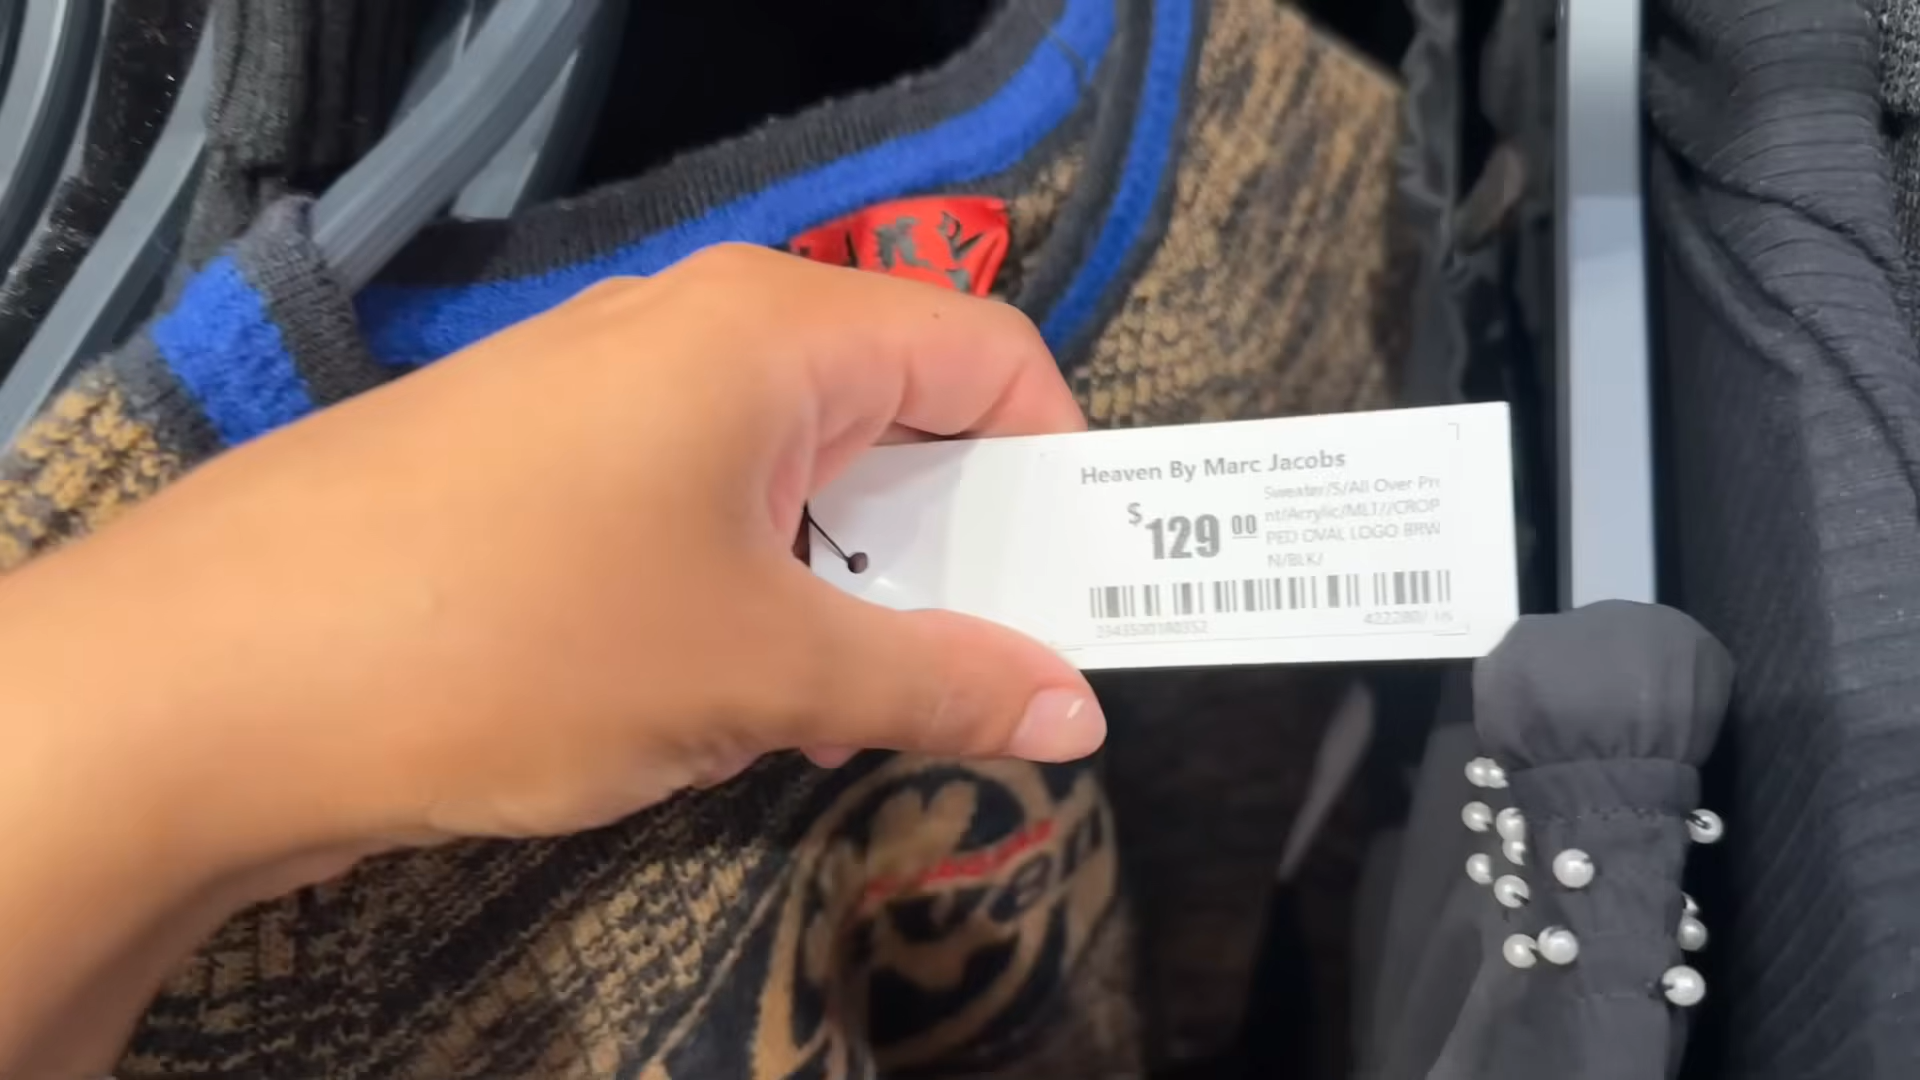 Heaven By Marc Jacobs
$129 00
Sweater/S/All Over Pri
nt/Acrylic/MLT//CROP
PED OVAL LOGO BRW
N/BLK/